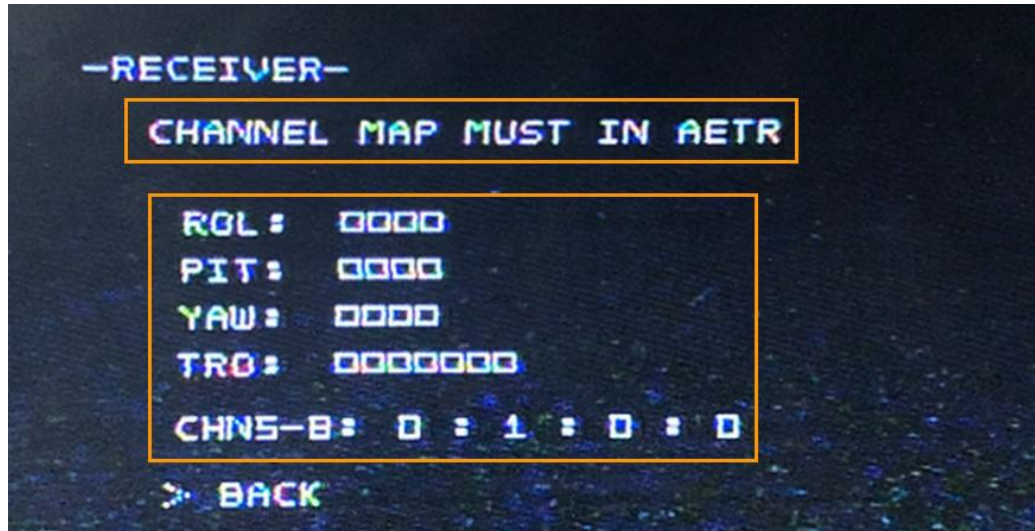 -RECEIVER-
CHANNEL MAP MUST IN AETR
ROL: 0000
PIT: 0000
YAW: 0000
TRO: 0000000
CHN5-8: 0 : 1 : 0 : 0
> BACK